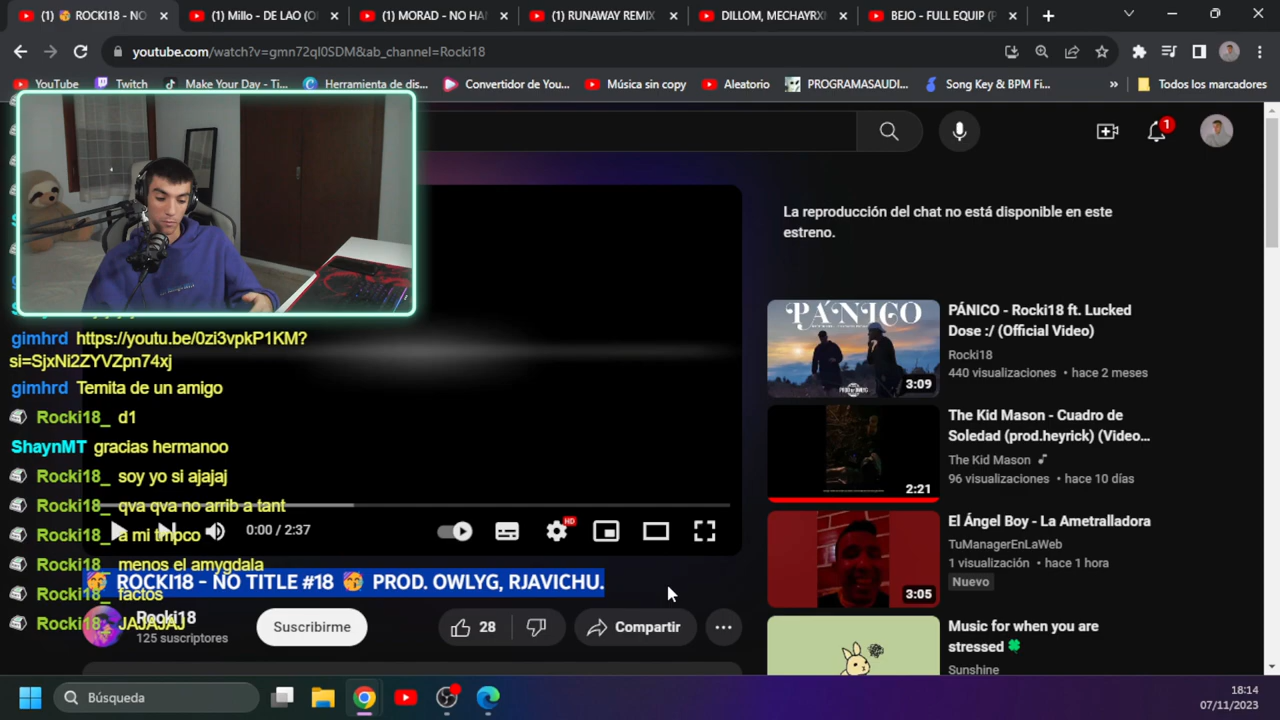 (1) 🥳 ROCKI18 - NO
(1) Millo - DE LAO (O
(1) MORAD - NO HA
(1) RUNAWAY REMIX
DILLOM, MECHAYRX
BEJO - FULL EQUIP (P
youtube.com/watch?v=gmn72ql0SDM&ab_channel=Rocki18
YouTube
Twitch
Make Your Day - Ti...
Herramienta de dis...
Convertidor de You...
Música sin copy
Aleatorio
PROGRAMASAUDI...
Song Key & BPM Fi...
»
Todos los marcadores
1
La reproducción del chat no está disponible en este
estreno.
gimhrd https://youtu.be/0zi3vpkP1KM?
si=SjxNi2ZYVZpn74xj
gimhrd Temita de un amigo
Rocki18_ d1
ShaynMT gracias hermanoo
Rocki18_ soy yo si ajajaj
Rocki18_ qva qva no arrib a tant
Rocki18_ a mi tmpco
Rocki18_ menos el amygdala
Rocki18_ factos
Rocki18_ JAJAJAJ
0:00 / 2:37
HD
🥳 ROCKI18 - NO TITLE #18 🥳 PROD. OWLYG, RJAVICHU.
Rocki18
125 suscriptores
Suscribirme
28
Compartir
PÁNICO
3:09
PÁNICO - Rocki18 ft. Lucked
Dose :/ (Official Video)
Rocki18
440 visualizaciones • hace 2 meses
2:21
The Kid Mason - Cuadro de
Soledad (prod.heyrick) (Video...
The Kid Mason
96 visualizaciones • hace 10 días
3:05
El Ángel Boy - La Ametralladora
TuManagerEnLaWeb
1 visualización • hace 1 hora
Nuevo
Music for when you are
stressed 🍀
Sunshine
Búsqueda
18:14
07/11/2023